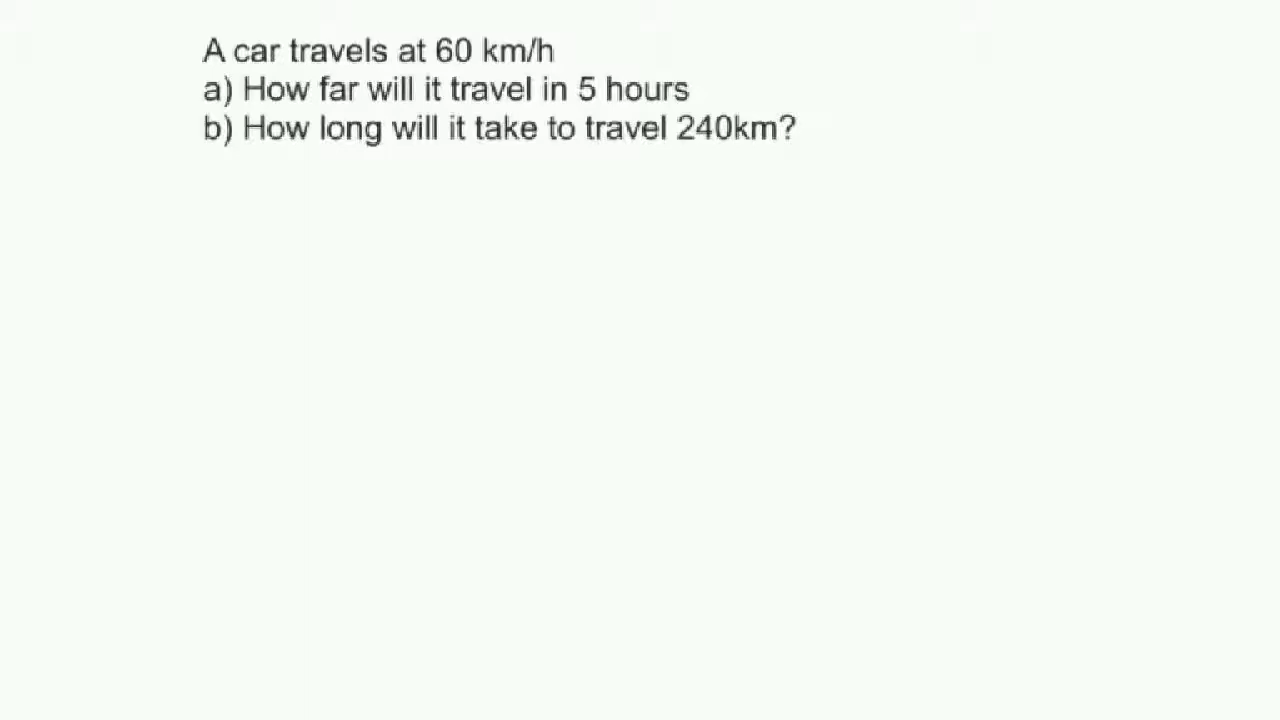 A car travels at 60 km/h
a) How far will it travel in 5 hours
b) How long will it take to travel 240km?